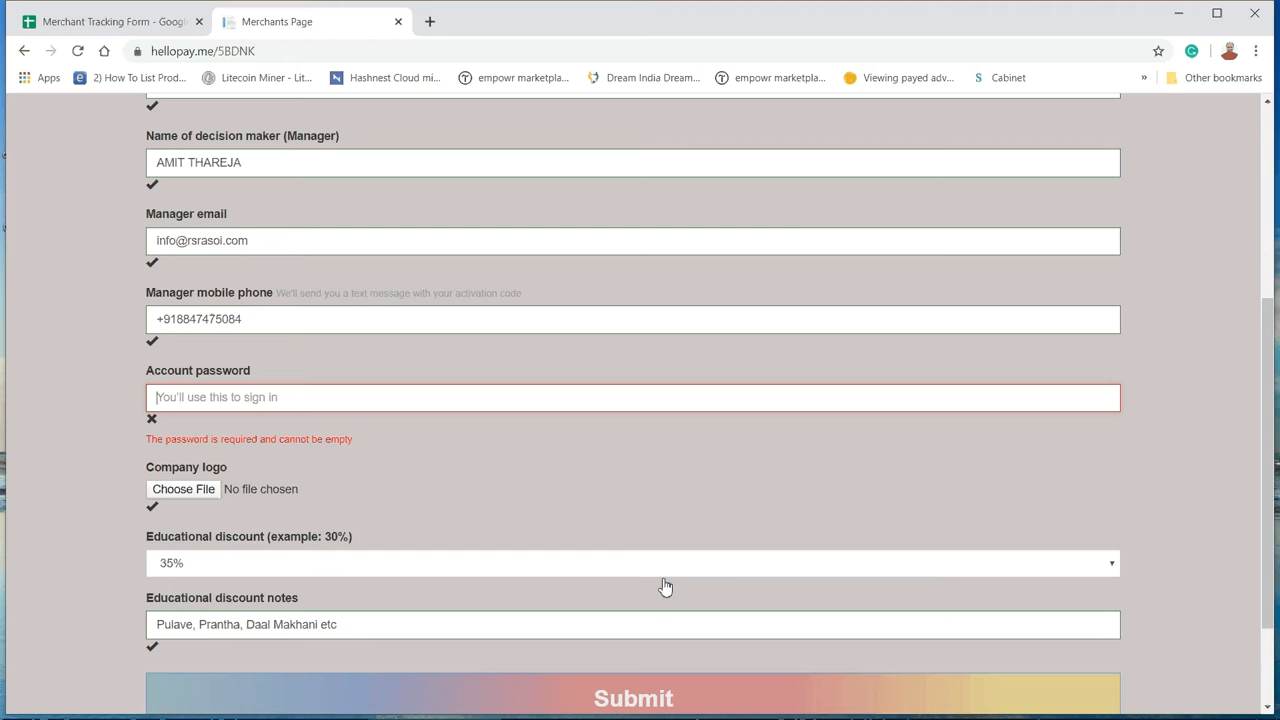 Merchant Tracking Form - Googl
Merchants Page
hellopay.me/5BDNK
Apps
2) How To List Prod...
Litecoin Miner - Lit...
Hashnest Cloud mi...
empowr marketpla...
Dream India Dream...
empowr marketpla...
Viewing payed adv...
Cabinet
»
Other bookmarks
Name of decision maker (Manager)
AMIT THAREJA
Manager email
info@rsrasoi.com
Manager mobile phone We'll send you a text message with your activation code
+918847475084
Account password
You'll use this to sign in
The password is required and cannot be empty
Company logo
Choose File No file chosen
Educational discount (example: 30%)
35%
Educational discount notes
Pulave, Prantha, Daal Makhani etc
Submit